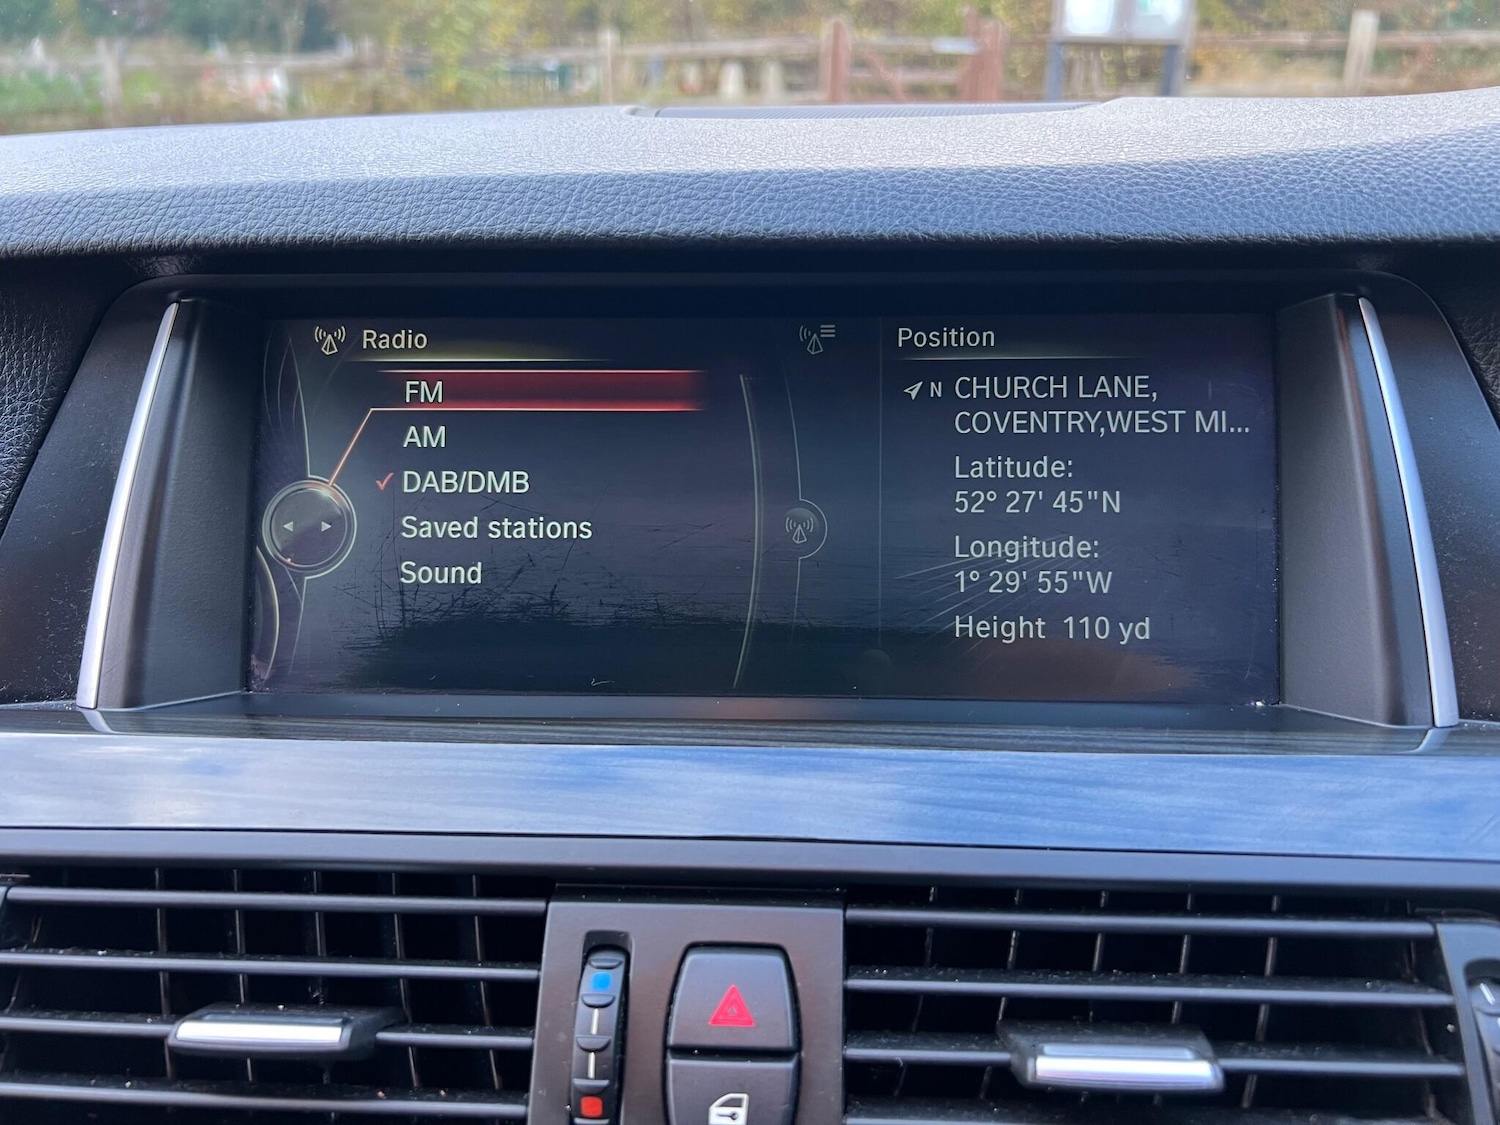 Radio
FM
AM
DAB/DMB
Saved stations
Sound
Position
N CHURCH LANE,
COVENTRY,WEST MI...
Latitude:
52° 27' 45"N
Longitude:
1° 29' 55"W
Height 110 yd